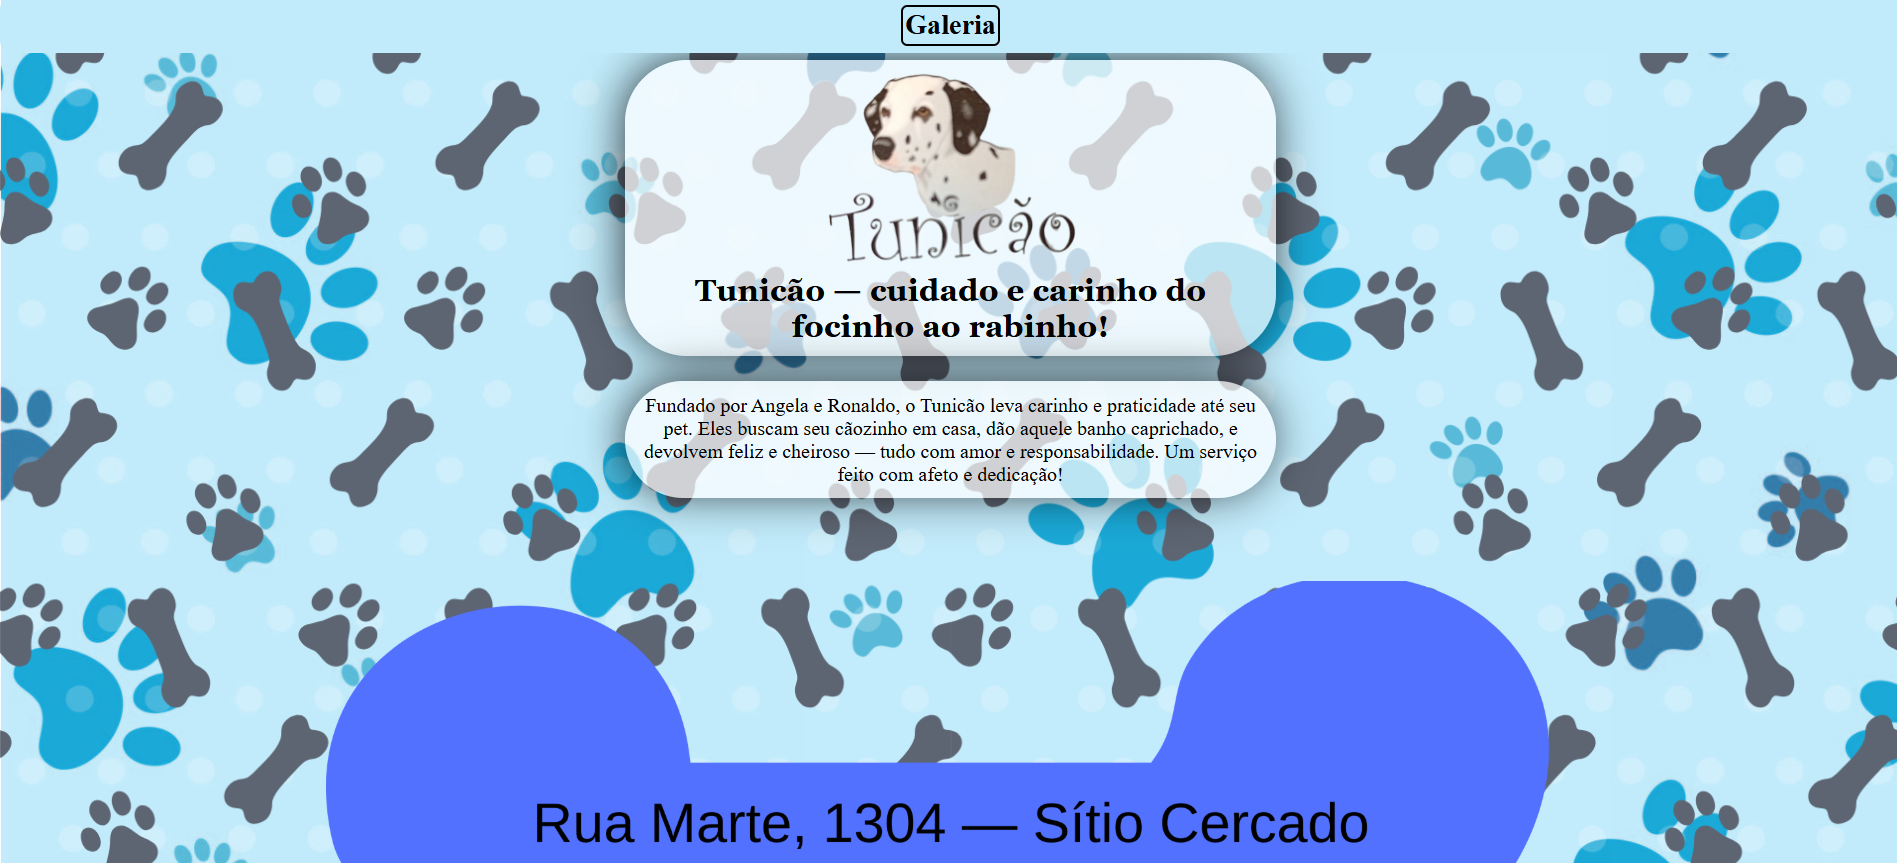 Galeria
Tunicão
Tunicão — cuidado e carinho do
focinho ao rabinho!
Fundado por Angela e Ronaldo, o Tunicão leva carinho e praticidade até seu
pet. Eles buscam seu cãozinho em casa, dão aquele banho caprichado, e
devolvem feliz e cheiroso — tudo com amor e responsabilidade. Um serviço
feito com afeto e dedicação!
Rua Marte, 1304 — Sítio Cercado